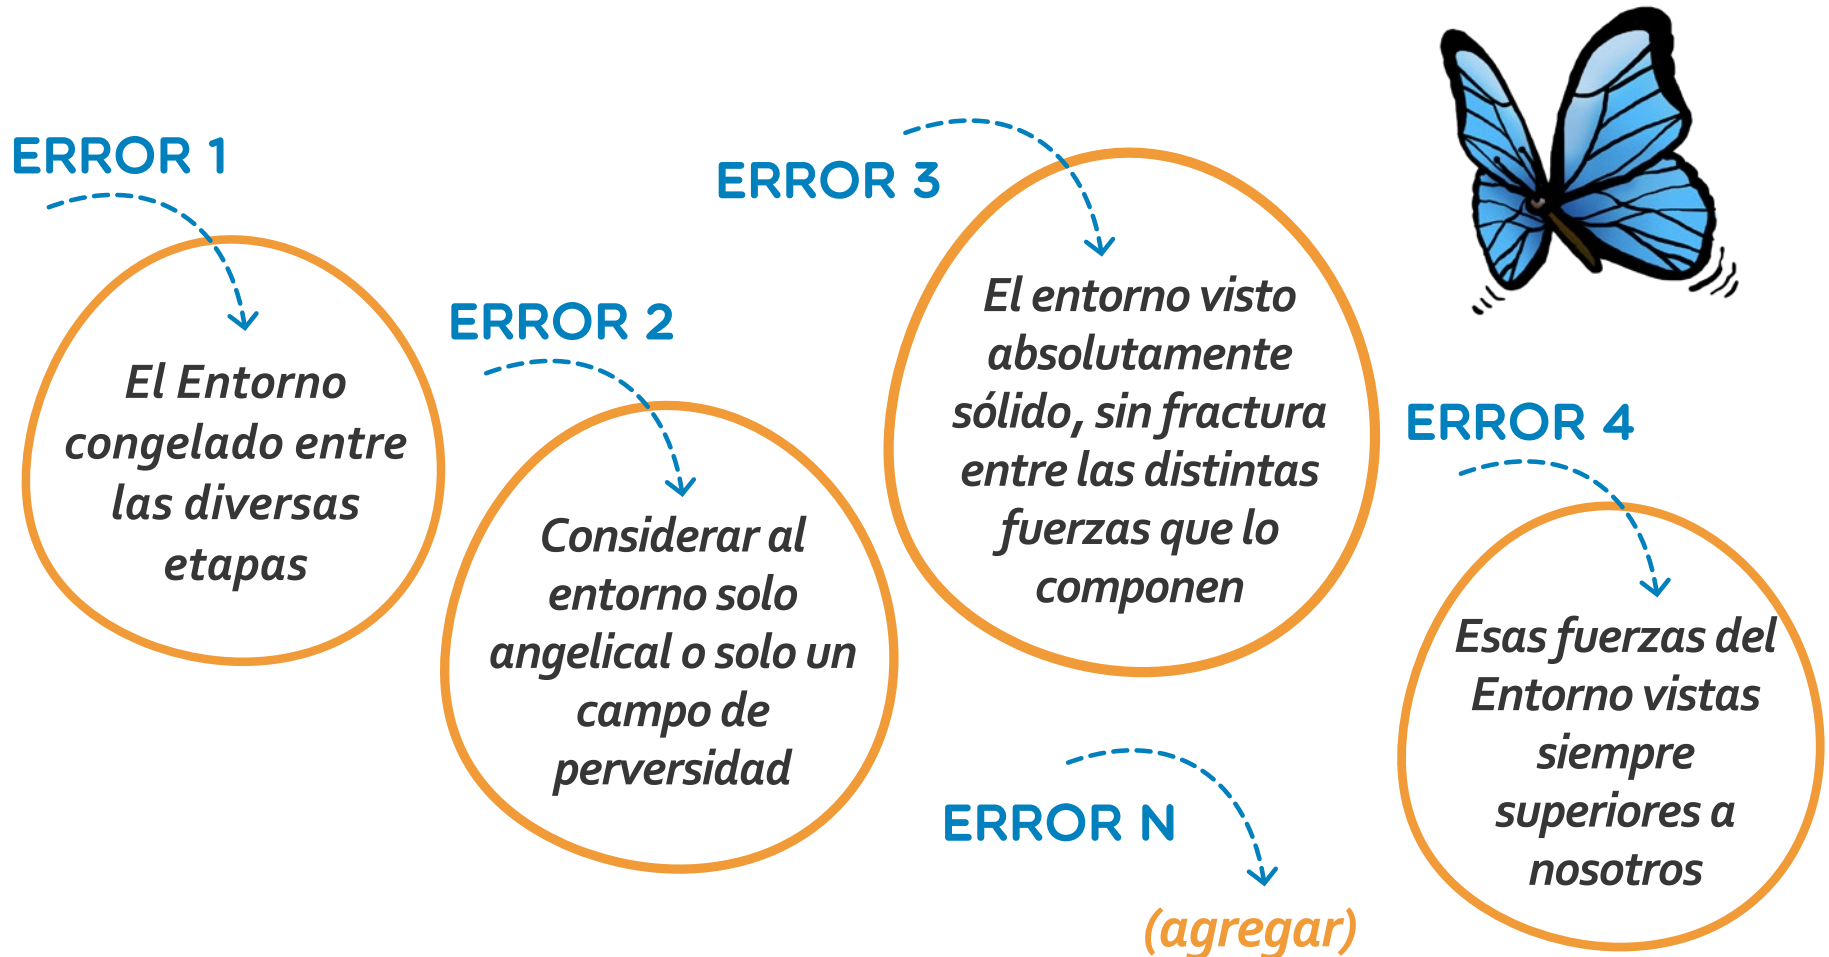 ERROR 1
El Entorno
congelado entre
las diversas
etapas
ERROR 2
Considerar al
entorno solo
angelical o solo un
campo de
perversidad
ERROR 3
El entorno visto
absolutamente
sólido, sin fractura
entre las distintas
fuerzas que lo
componen
ERROR 4
Esas fuerzas del
Entorno vistas
siempre
superiores a
nosotros
ERROR N
(agregar)